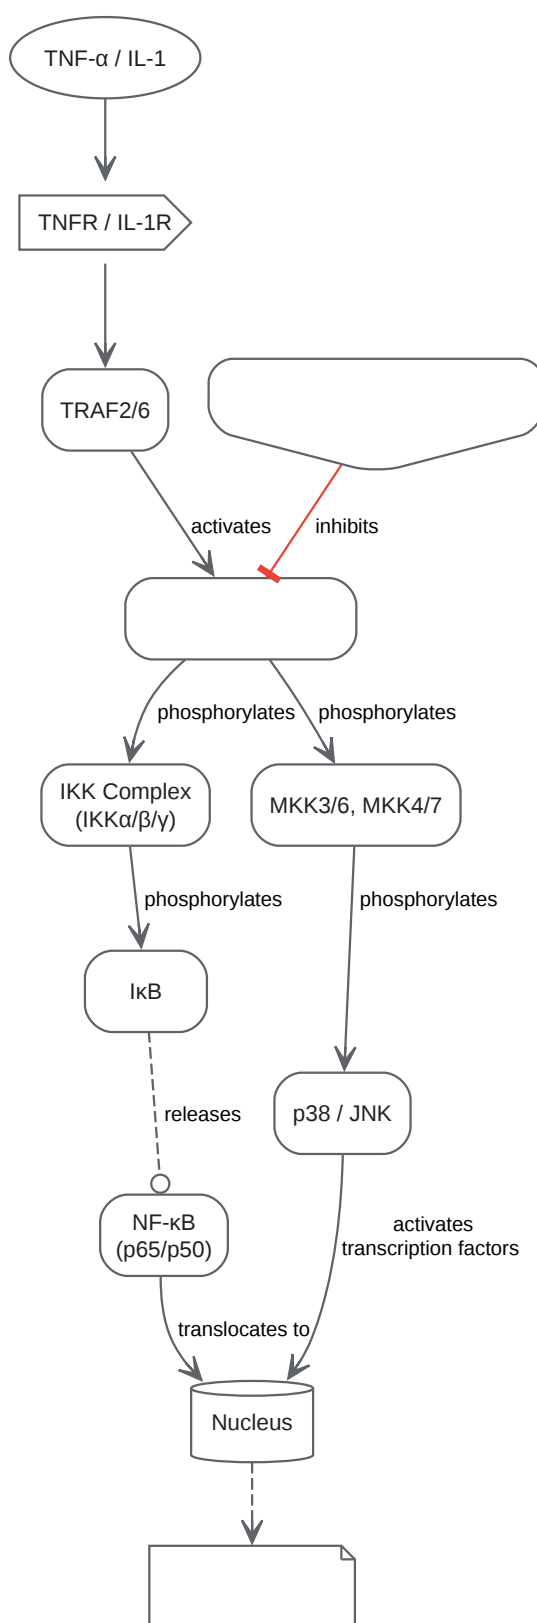 TNF-α / IL-1
TNFR / IL-1R
TRAF2/6
activates
inhibits
phosphorylates
phosphorylates
IKK Complex
(IKKα/β/γ)
MKK3/6, MKK4/7
phosphorylates
phosphorylates
IκB
releases
p38 / JNK
NF-κB
(p65/p50)
activates
transcription factors
translocates to
Nucleus